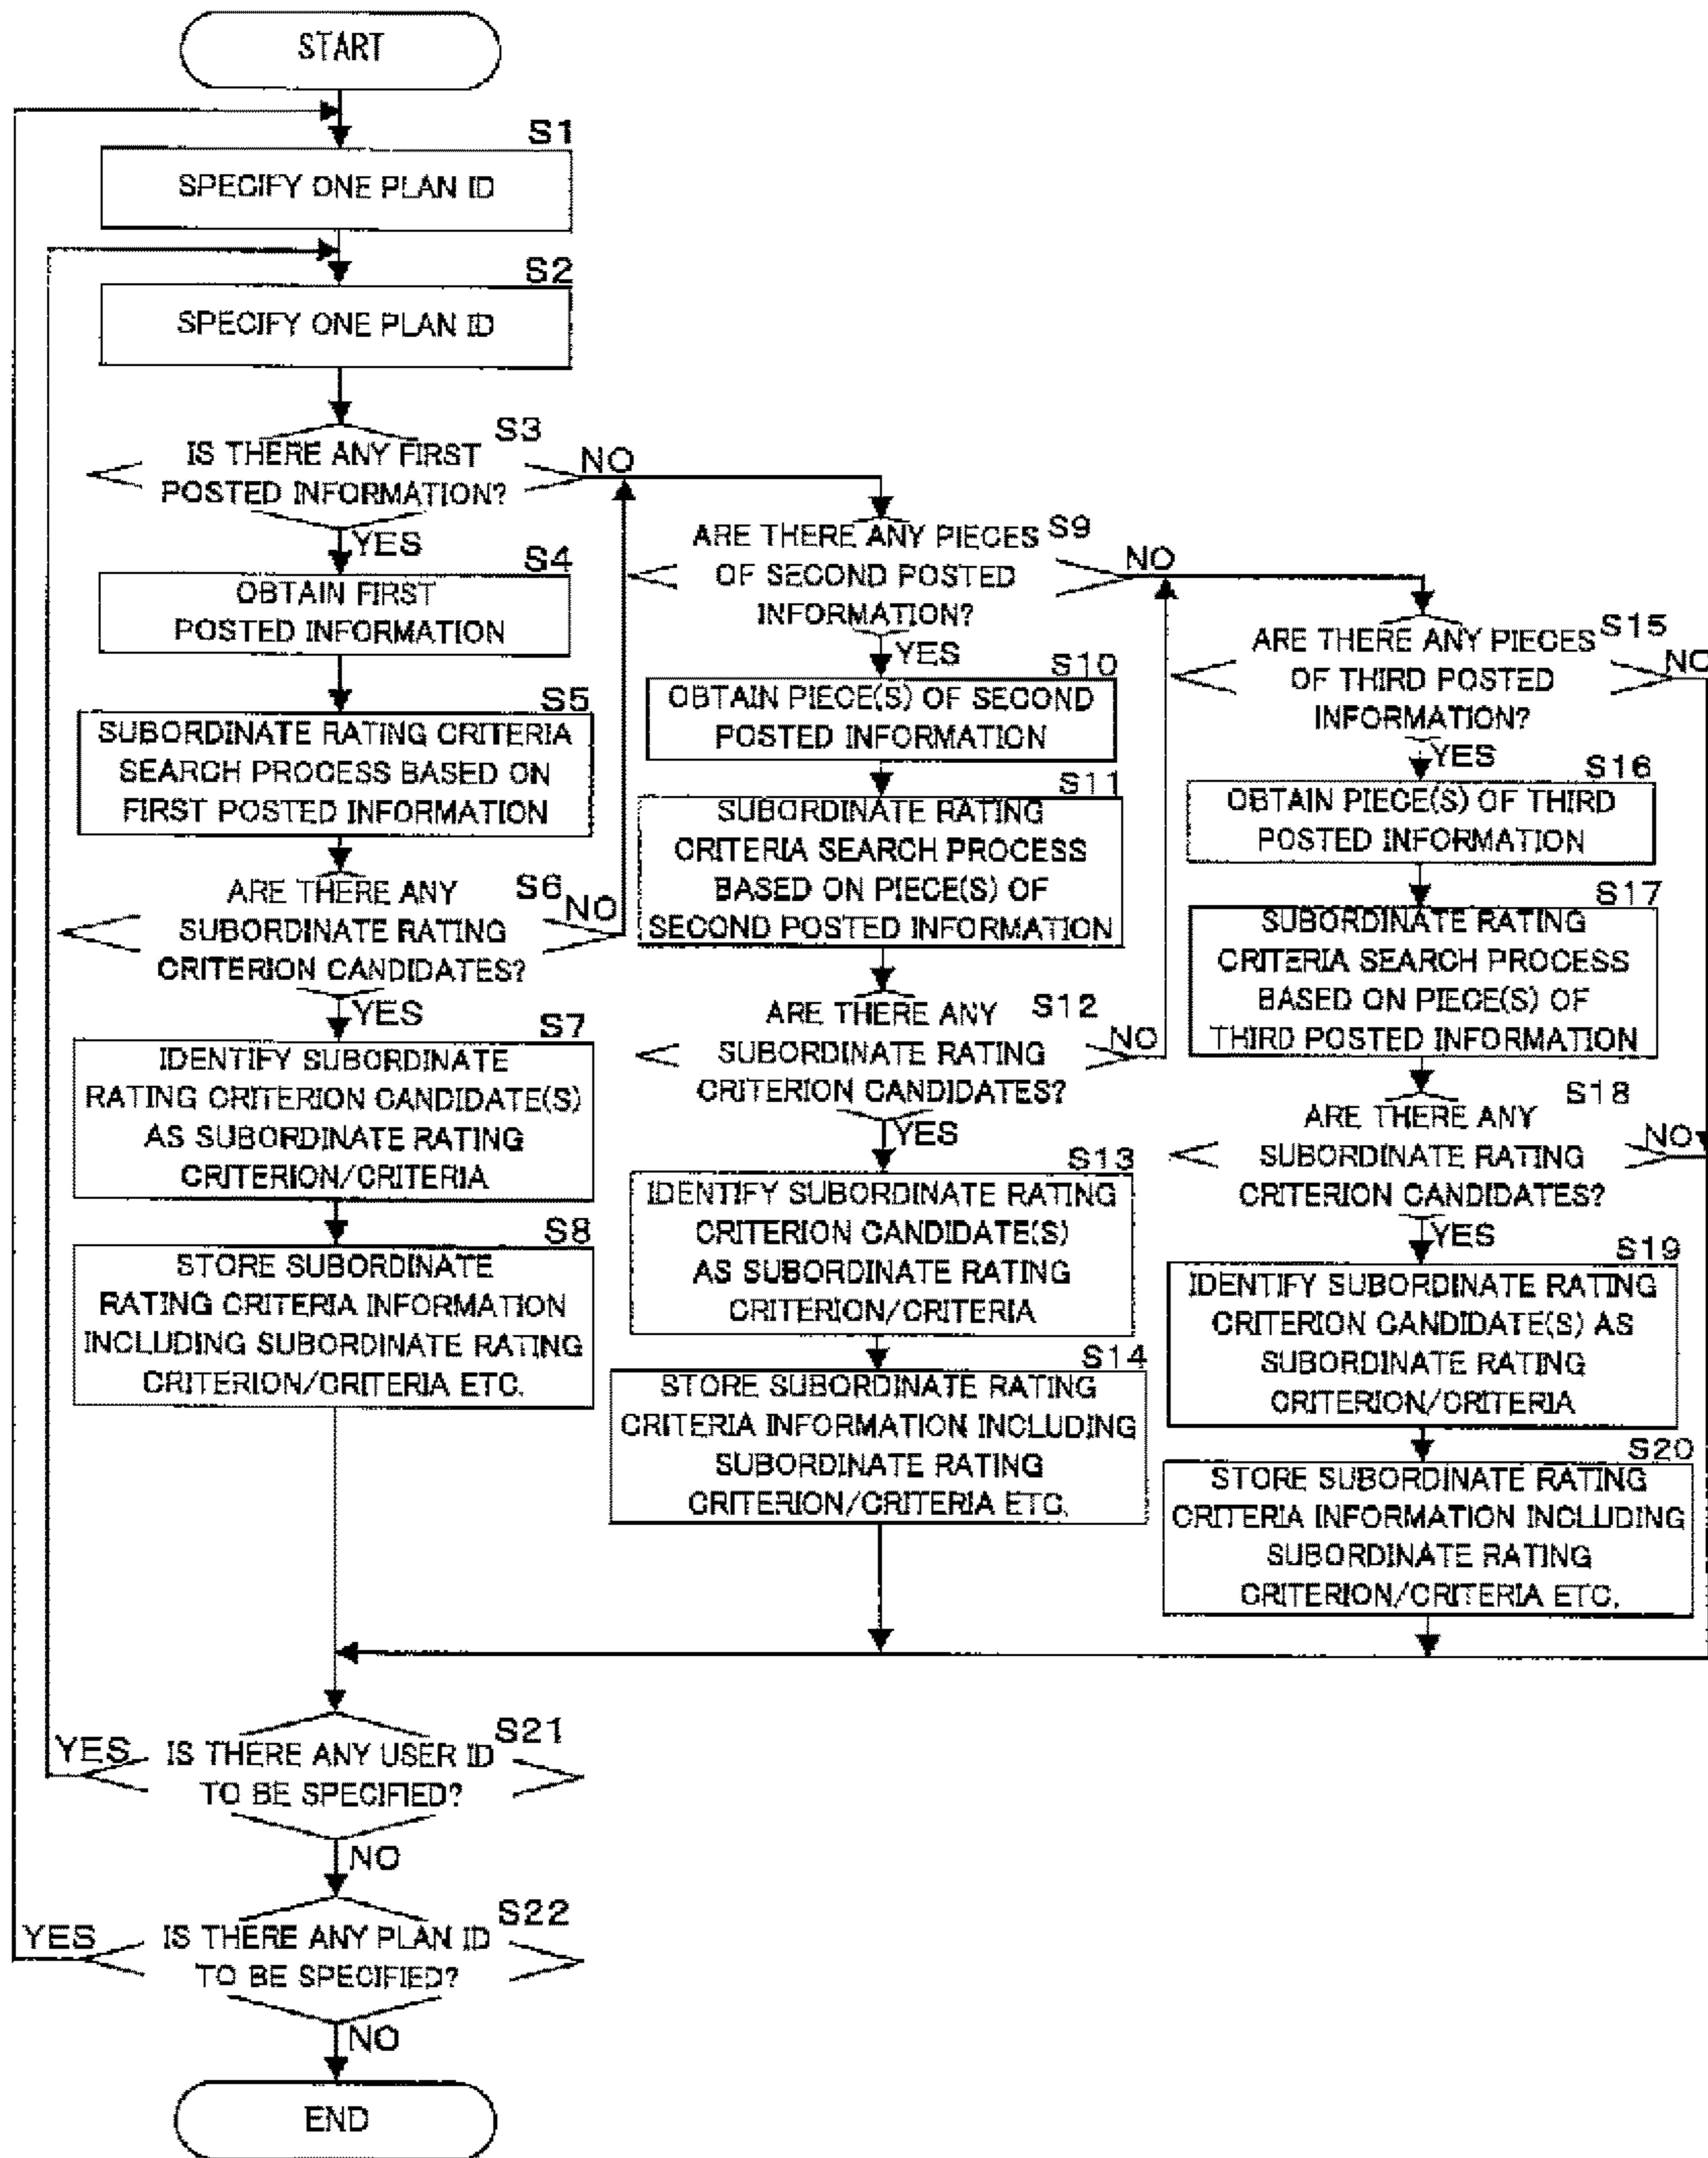 START
S1
SPECIFY ONE PLAN ID
S2
SPECIFY ONE PLAN ID
S3
IS THERE ANY FIRST
POSTED INFORMATION?
NO
YES
S4
OBTAIN FIRST
POSTED INFORMATION
S5
SUBORDINATE RATING CRITERIA
SEARCH PROCESS BASED ON
FIRST POSTED INFORMATION
S6
ARE THERE ANY
SUBORDINATE RATING
CRITERION CANDIDATES?
NO
YES
S7
IDENTIFY SUBORDINATE
RATING CRITERION CANDIDATE(S)
AS SUBORDINATE RATING
CRITERION/CRITERIA
S8
STORE SUBORDINATE
RATING CRITERIA INFORMATION
INCLUDING SUBORDINATE RATING
CRITERION/CRITERIA ETC.
S9
ARE THERE ANY PIECES
OF SECOND POSTED
INFORMATION?
NO
YES
S10
OBTAIN PIECE(S) OF SECOND
POSTED INFORMATION
S11
SUBORDINATE RATING
CRITERIA SEARCH PROCESS
BASED ON PIECE(S) OF
SECOND POSTED INFORMATION
S12
ARE THERE ANY
SUBORDINATE RATING
CRITERION CANDIDATES?
NO
YES
S13
IDENTIFY SUBORDINATE RATING
CRITERION CANDIDATE(S)
AS SUBORDINATE RATING
CRITERION/CRITERIA
S14
STORE SUBORDINATE RATING
CRITERIA INFORMATION INCLUDING
SUBORDINATE RATING
CRITERION/CRITERIA ETC.
S15
ARE THERE ANY PIECES
OF THIRD POSTED
INFORMATION?
NO
YES
S16
OBTAIN PIECE(S) OF THIRD
POSTED INFORMATION
S17
SUBORDINATE RATING
CRITERIA SEARCH PROCESS
BASED ON PIECE(S) OF
THIRD POSTED INFORMATION
S18
ARE THERE ANY
SUBORDINATE RATING
CRITERION CANDIDATES?
NO
YES
S19
IDENTIFY SUBORDINATE RATING
CRITERION CANDIDATE(S) AS
SUBORDINATE RATING
CRITERION/CRITERIA
S20
STORE SUBORDINATE RATING
CRITERIA INFORMATION INCLUDING
SUBORDINATE RATING
CRITERION/CRITERIA ETC.
S21
YES
IS THERE ANY USER ID
TO BE SPECIFIED?
NO
S22
YES
IS THERE ANY PLAN ID
TO BE SPECIFIED?
NO
END